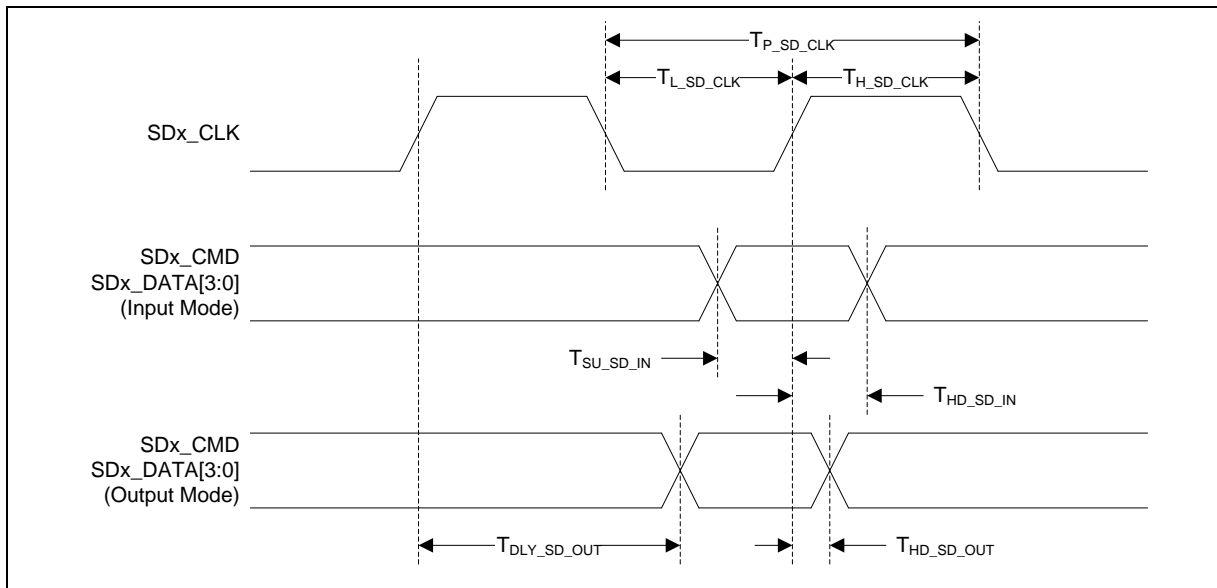 T_P_SD_CLK
T_L_SD_CLK T_H_SD_CLK
SDx_CLK
SDx_CMD
SDx_DATA[3:0]
(Input Mode)
T_SU_SD_IN
T_HD_SD_IN
SDx_CMD
SDx_DATA[3:0]
(Output Mode)
T_DLY_SD_OUT T_HD_SD_OUT